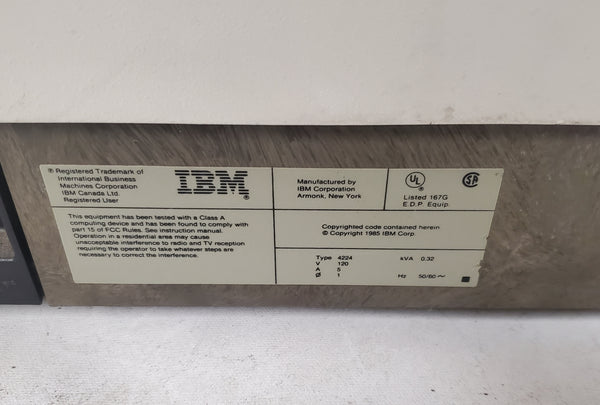 ® Registered Trademark of
International Business
Machines Corporation
IBM Canada Ltd.
Registered User
IBM
®
Manufactured by
IBM Corporation
Armonk, New York
UL
®
Listed 167G
E.D.P. Equip.
This equipment has been tested with a Class A
computing device and has been found to comply with
part 15 of FCC Rules. See instruction manual.
Operation in a residential area may cause
unacceptable interference to radio and TV reception
requiring the operator to take whatever steps are
necessary to correct the interference.
Copyrighted code contained herein
© Copyright 1985 IBM Corp.
Type 4224 kVA 0.32
V 120
A 5
Ø 1 Hz 50/60 ~